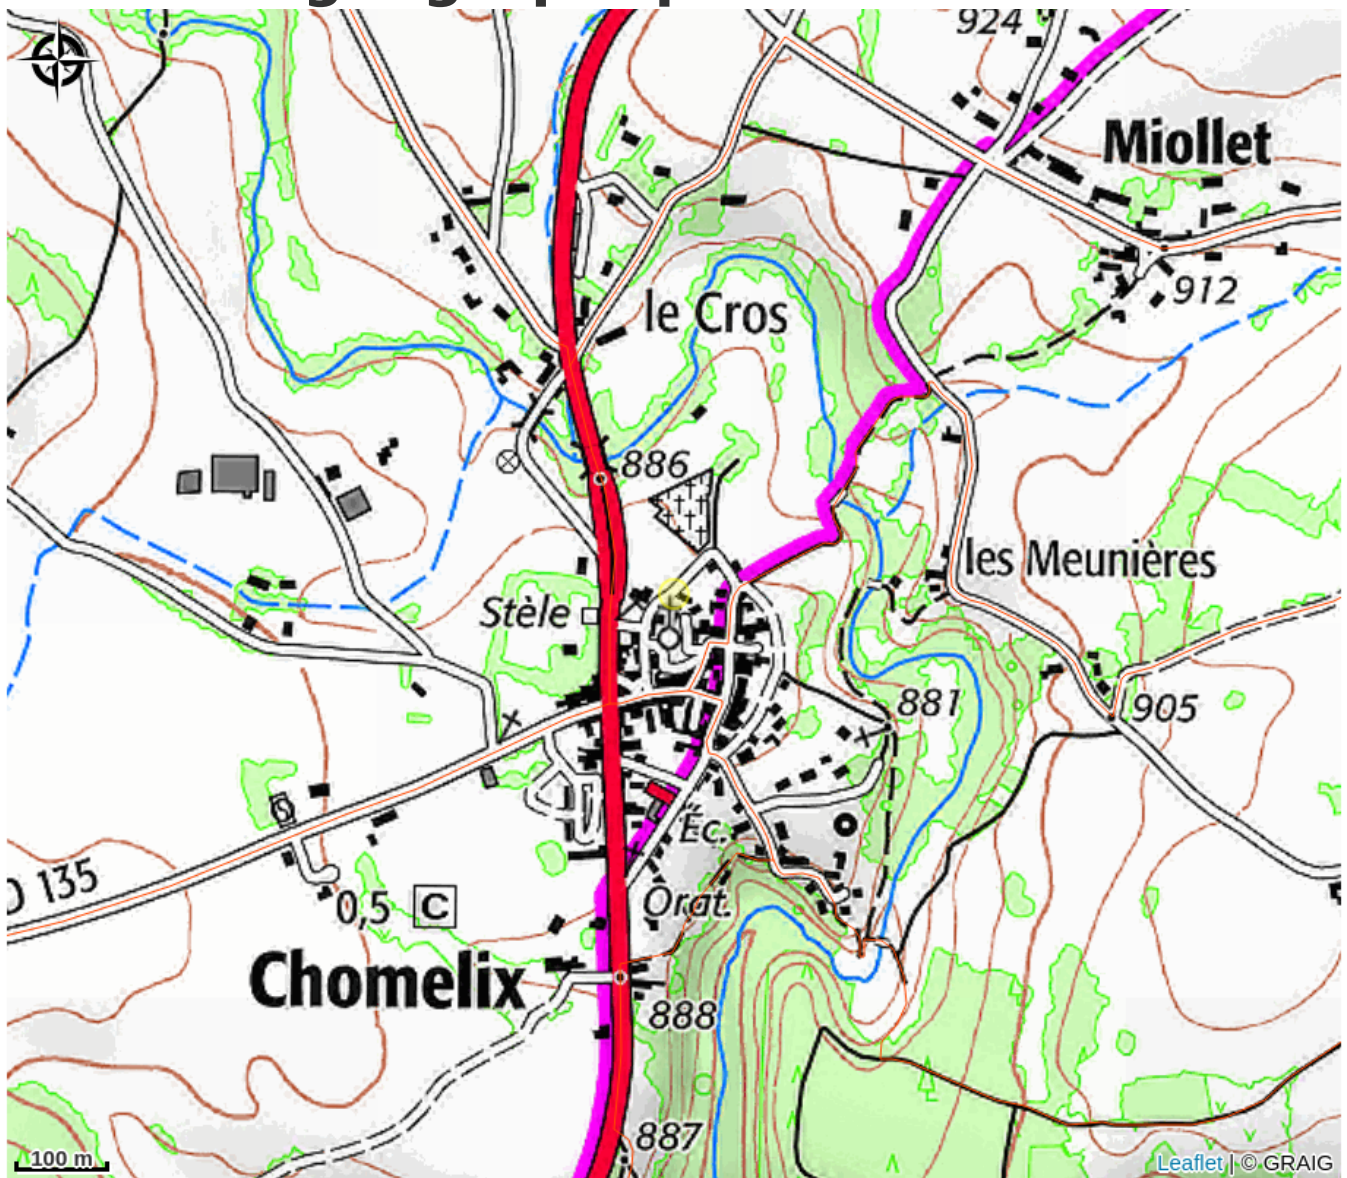 924
Miollet
912
le Cros
886
les Meunières
Stèle
881
905
Éc.
D 135
0,5 C
Orat.
Chomelix
888
887
100 m
Leaflet | © GRAIG